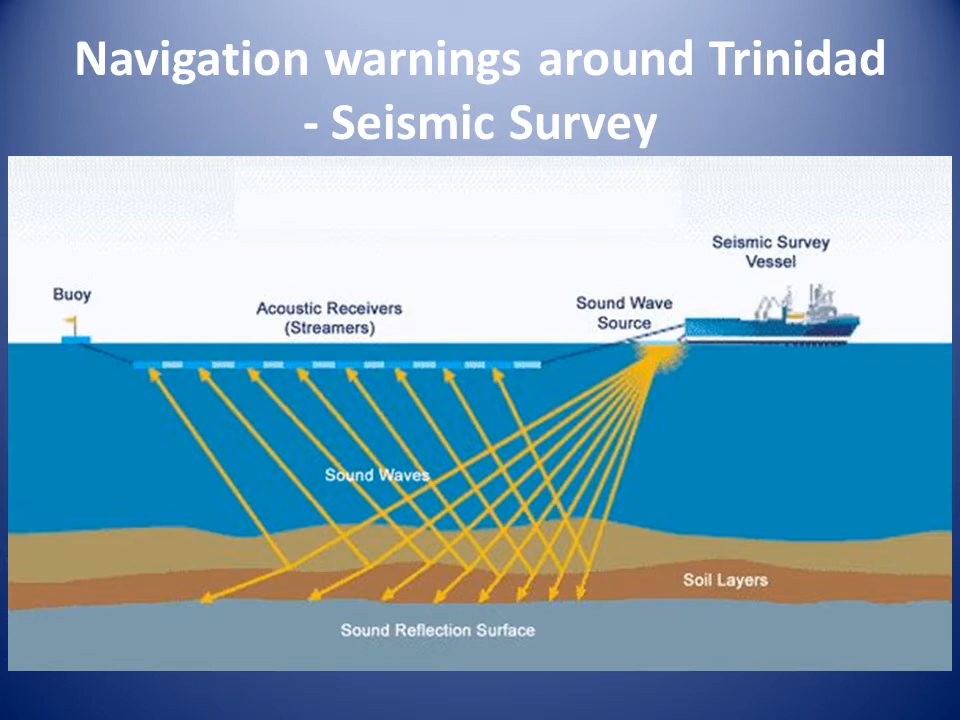 Navigation warnings around Trinidad
- Seismic Survey
Seismic Survey
Vessel
Buoy
Acoustic Receivers
(Streamers)
Sound Wave
Source
Sound Waves
Soil Layers
Sound Reflection Surface